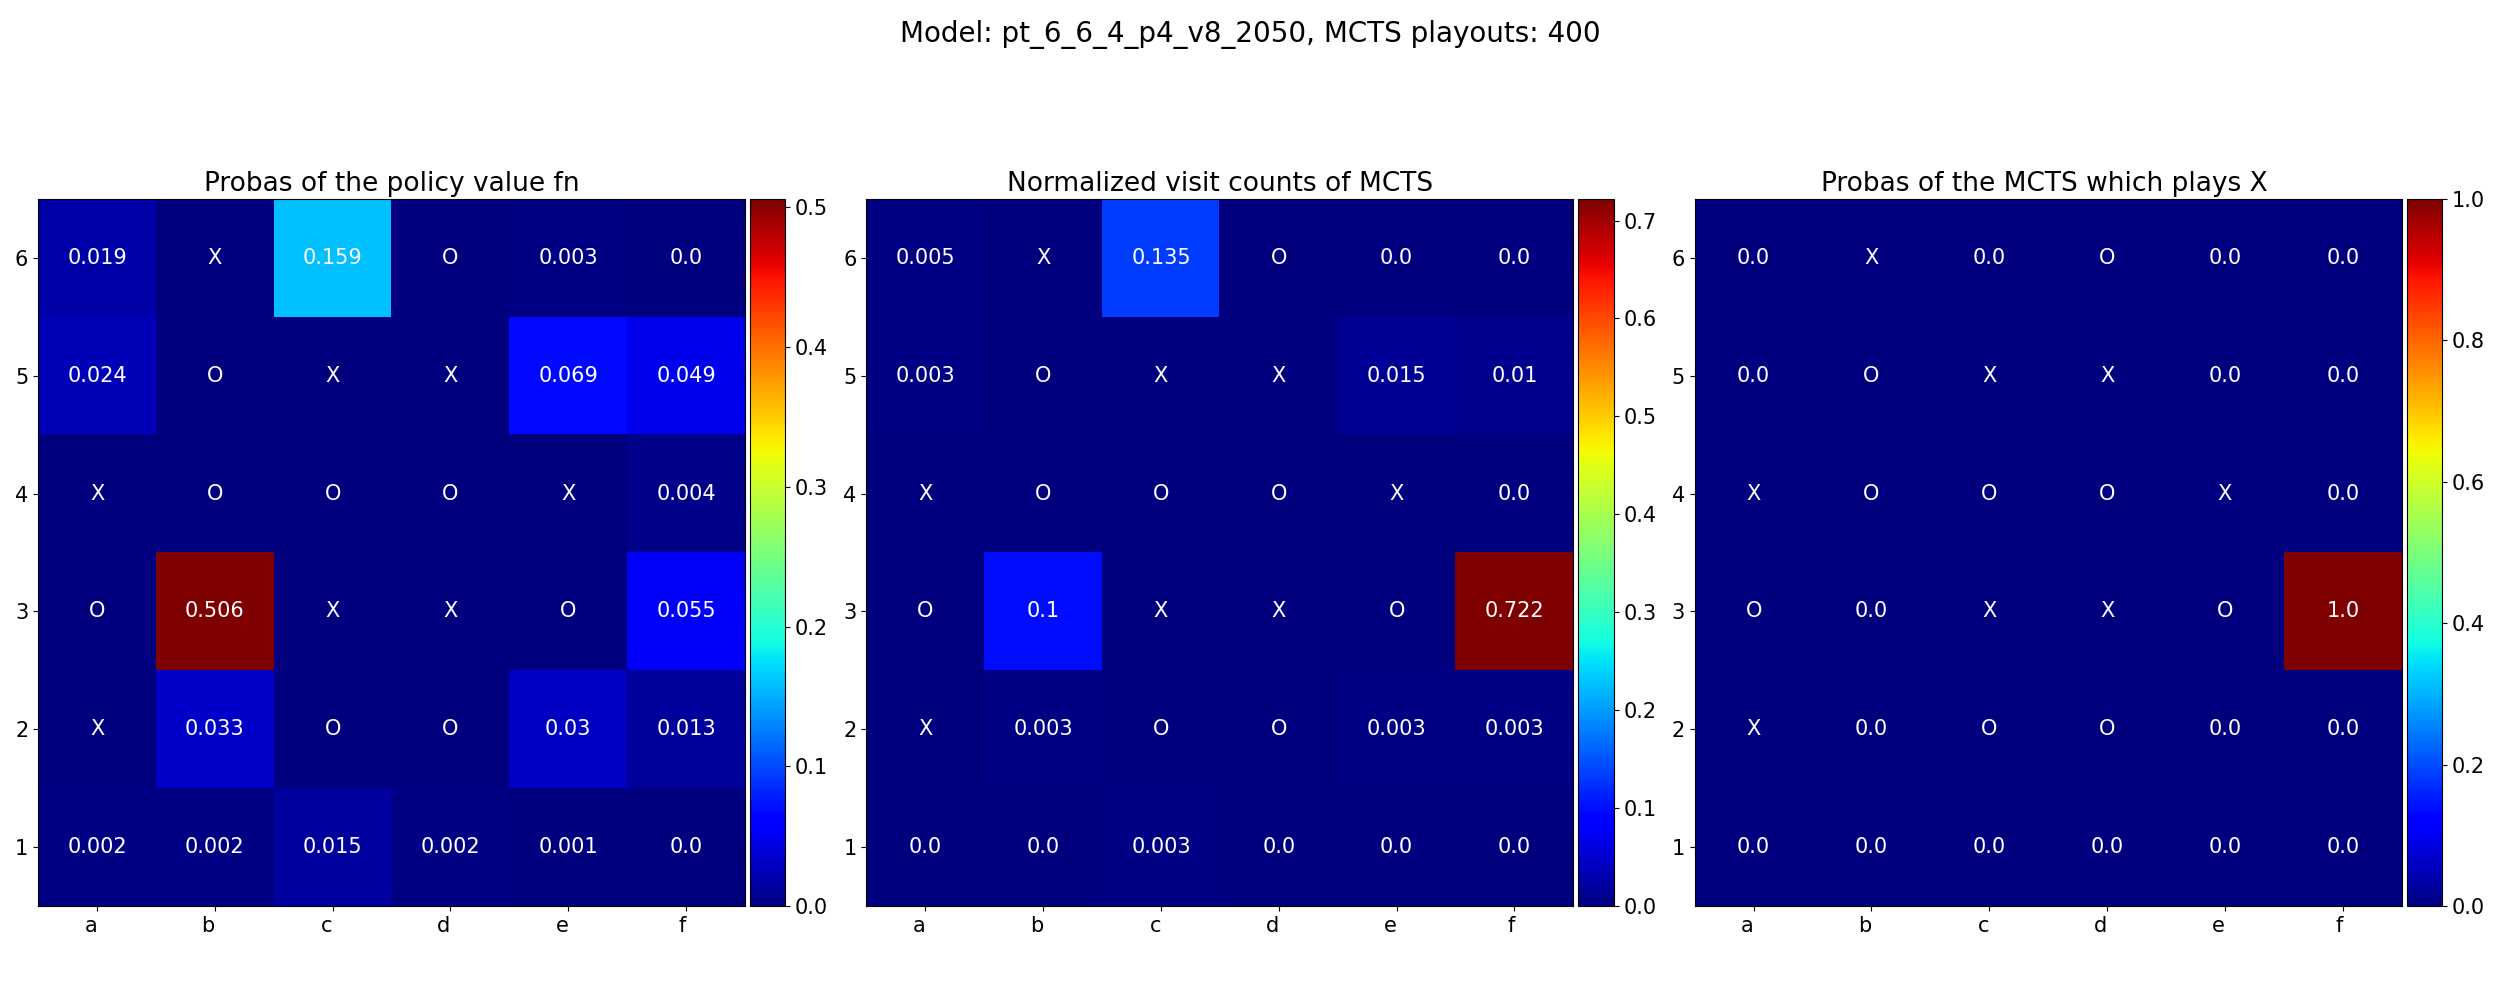 Model: pt_6_6_4_p4_v8_2050, MCTS playouts: 400
Probas of the policy value fn
6 0.019 X 0.159 O 0.003 0.0
5 0.024 O X X 0.069 0.049
4 X O O O X 0.004
3 O 0.506 X X O 0.055
2 X 0.033 O O 0.03 0.013
1 0.002 0.002 0.015 0.002 0.001 0.0
a b c d e f
0.5
0.4
0.3
0.2
0.1
0.0
Normalized visit counts of MCTS
6 0.005 X 0.135 O 0.0 0.0
5 0.003 O X X 0.015 0.01
4 X O O O X 0.0
3 O 0.1 X X O 0.722
2 X 0.003 O O 0.003 0.003
1 0.0 0.0 0.003 0.0 0.0 0.0
a b c d e f
0.7
0.6
0.5
0.4
0.3
0.2
0.1
0.0
Probas of the MCTS which plays X
6 0.0 X 0.0 O 0.0 0.0
5 0.0 O X X 0.0 0.0
4 X O O O X 0.0
3 O 0.0 X X O 1.0
2 X 0.0 O O 0.0 0.0
1 0.0 0.0 0.0 0.0 0.0 0.0
a b c d e f
1.0
0.8
0.6
0.4
0.2
0.0